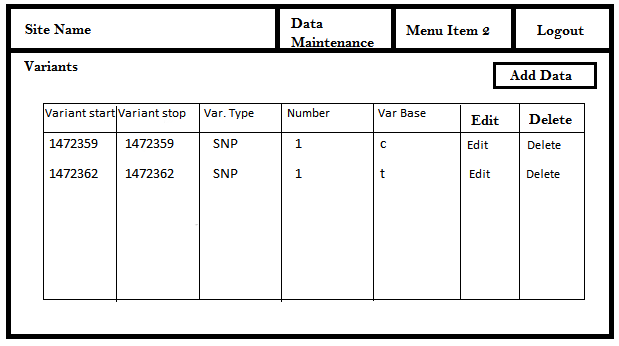 Site Name Data Maintenance Menu Item 2 Logout
Variants
Add Data
Variant start Variant stop Var. Type Number Var Base Edit Delete
1472359 1472359 SNP 1 c Edit Delete
1472362 1472362 SNP 1 t Edit Delete